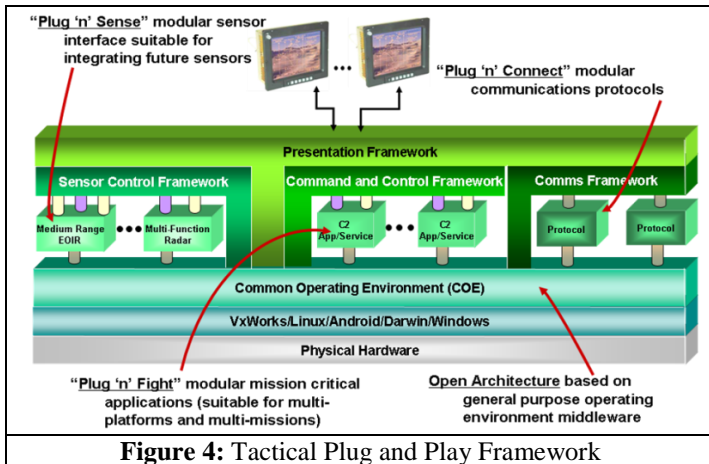 “Plug ’n’ Sense” modular sensor
interface suitable for
integrating future sensors
“Plug ’n’ Connect” modular
communications protocols
Presentation Framework
Sensor Control Framework
Command and Control Framework
Comms Framework
Medium Range
EOIR
Multi-Function
Radar
C2
App/Service
C2
App/Service
Protocol
Protocol
Common Operating Environment (COE)
VxWorks/Linux/Android/Darwin/Windows
Physical Hardware
“Plug ’n’ Fight” modular mission critical
applications (suitable for multi-
platforms and multi-missions)
Open Architecture based on
general purpose operating
environment middleware
Figure 4: Tactical Plug and Play Framework